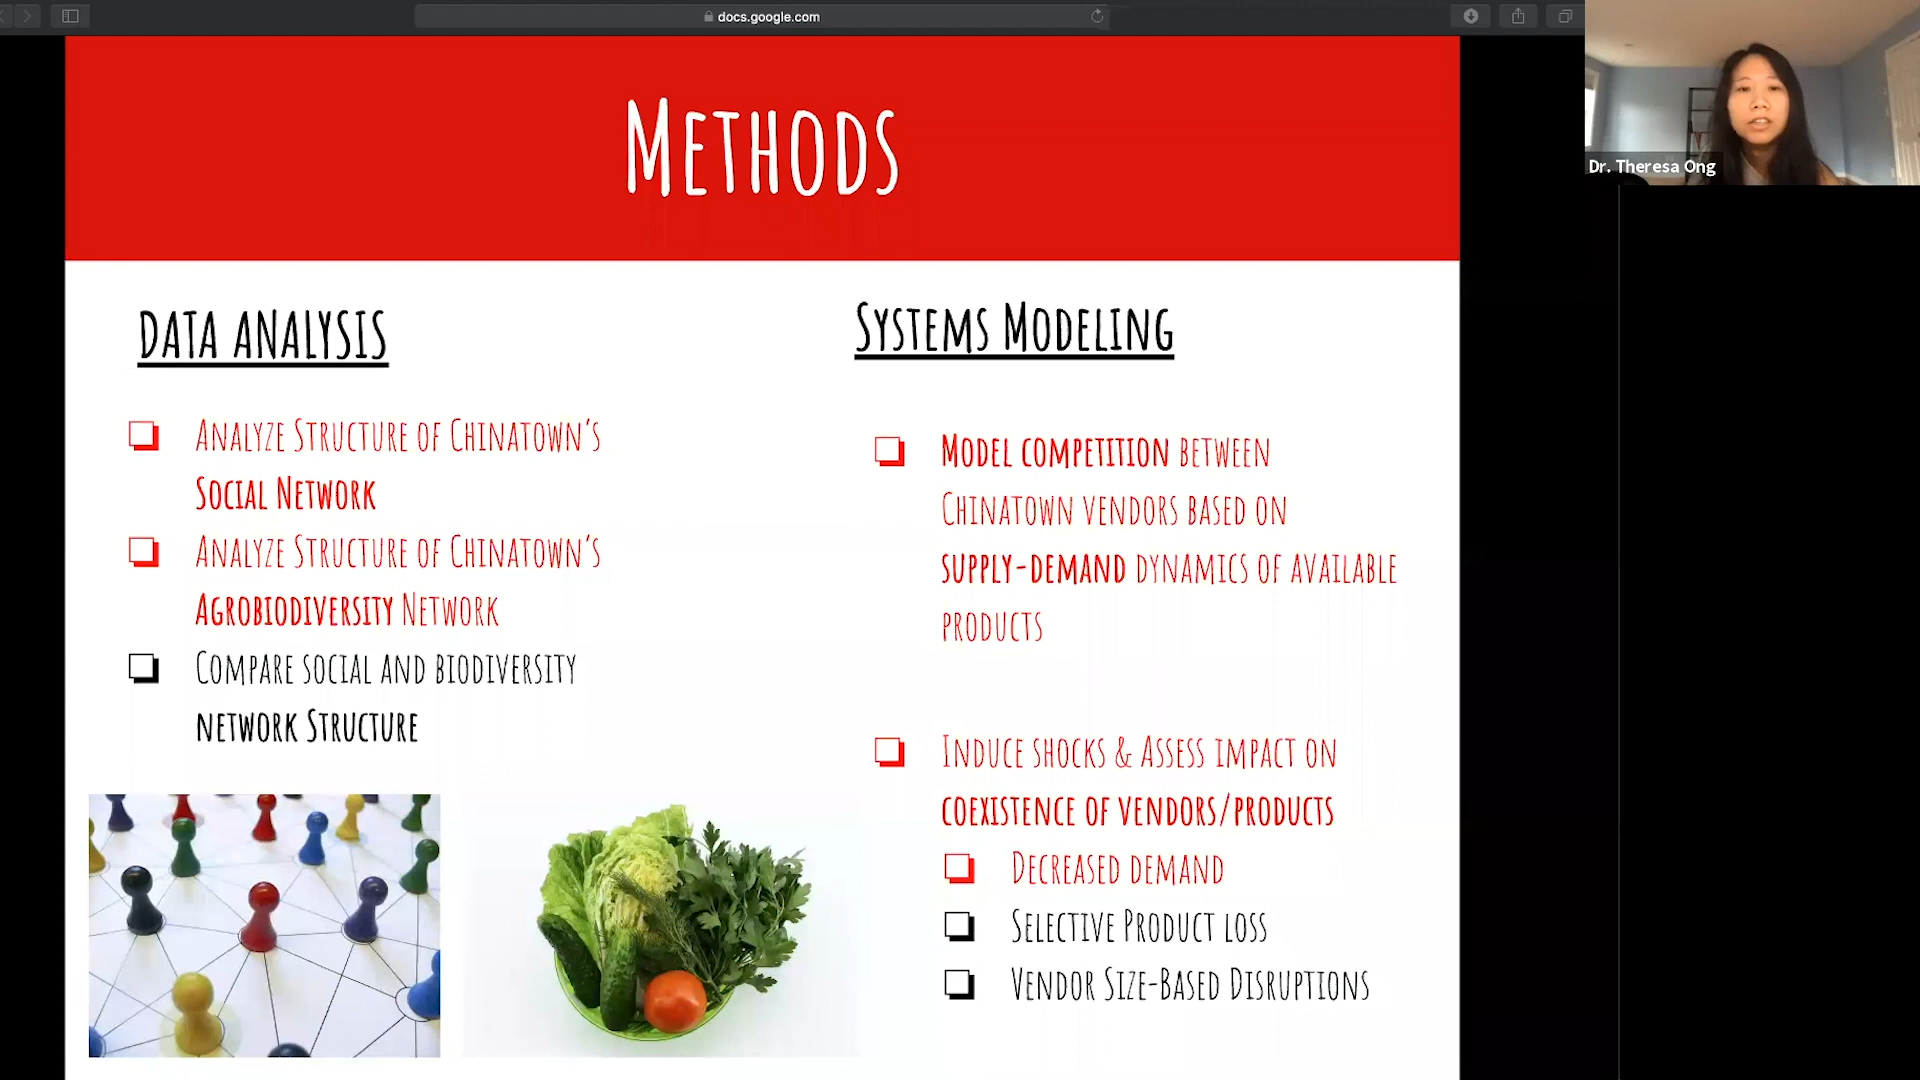 docs.google.com
Dr. Theresa Ong
METHODS
DATA ANALYSIS
ANALYZE STRUCTURE OF CHINATOWN'S
SOCIAL NETWORK
ANALYZE STRUCTURE OF CHINATOWN'S
AGROBIODIVERSITY NETWORK
COMPARE SOCIAL AND BIODIVERSITY
NETWORK STRUCTURE
SYSTEMS MODELING
MODEL COMPETITION BETWEEN
CHINATOWN VENDORS BASED ON
SUPPLY-DEMAND DYNAMICS OF AVAILABLE
PRODUCTS
INDUCE SHOCKS & ASSESS IMPACT ON
COEXISTENCE OF VENDORS/PRODUCTS
DECREASED DEMAND
SELECTIVE PRODUCT LOSS
VENDOR SIZE-BASED DISRUPTIONS